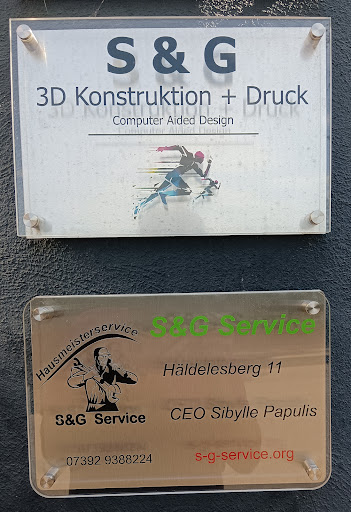 S & G
3D Konstruktion + Druck
Computer Aided Design
Hausmeisterservice
S&G Service
S&G Service
Häldelesberg 11
CEO Sibylle Papulis
07392 9388224
s-g-service.org